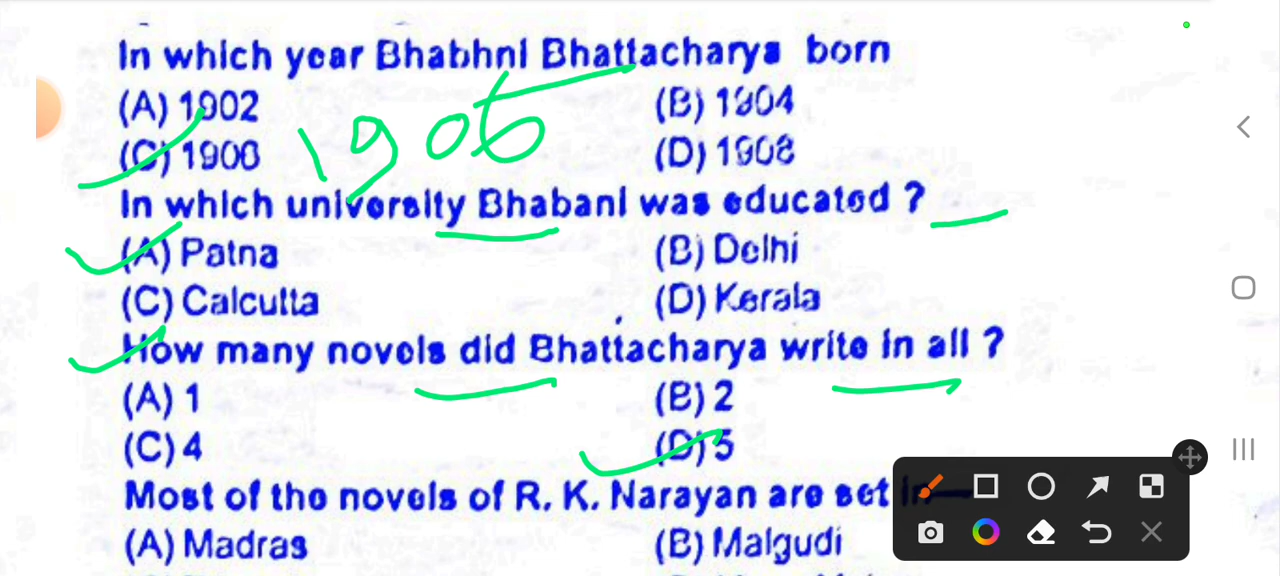 In which year Bhabhni Bhattacharya born
(A) 1902 (B) 1904
(C) 1906 1906 (D) 1908
In which university Bhabani was educated ?
(A) Patna (B) Delhi
(C) Calcutta (D) Kerala
How many novels did Bhattacharya write in all ?
(A) 1 (B) 2
(C) 4 (D) 5
Most of the novels of R. K. Narayan are set in
(A) Madras (B) Malgudi